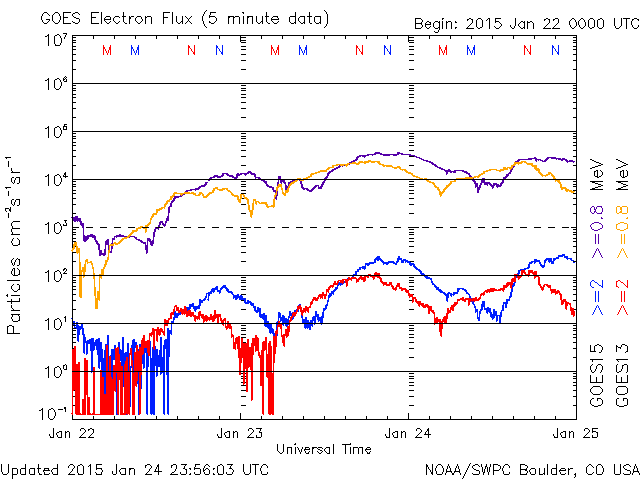 GOES Electron Flux (5 minute data)
Begin: 2015 Jan 22 0000 UTC
M M N N M M N N M M N N
10⁷
10⁶
10⁵
10⁴
10³
10²
10¹
10⁰
10⁻¹
Particles cm⁻²s⁻¹sr⁻¹
Jan 22 Jan 23 Jan 24 Jan 25
Universal Time
GOES15 >=2 >=0.8 MeV
GOES13 >=2 >=0.8 MeV
Updated 2015 Jan 24 23:56:03 UTC
NOAA/SWPC Boulder, CO USA